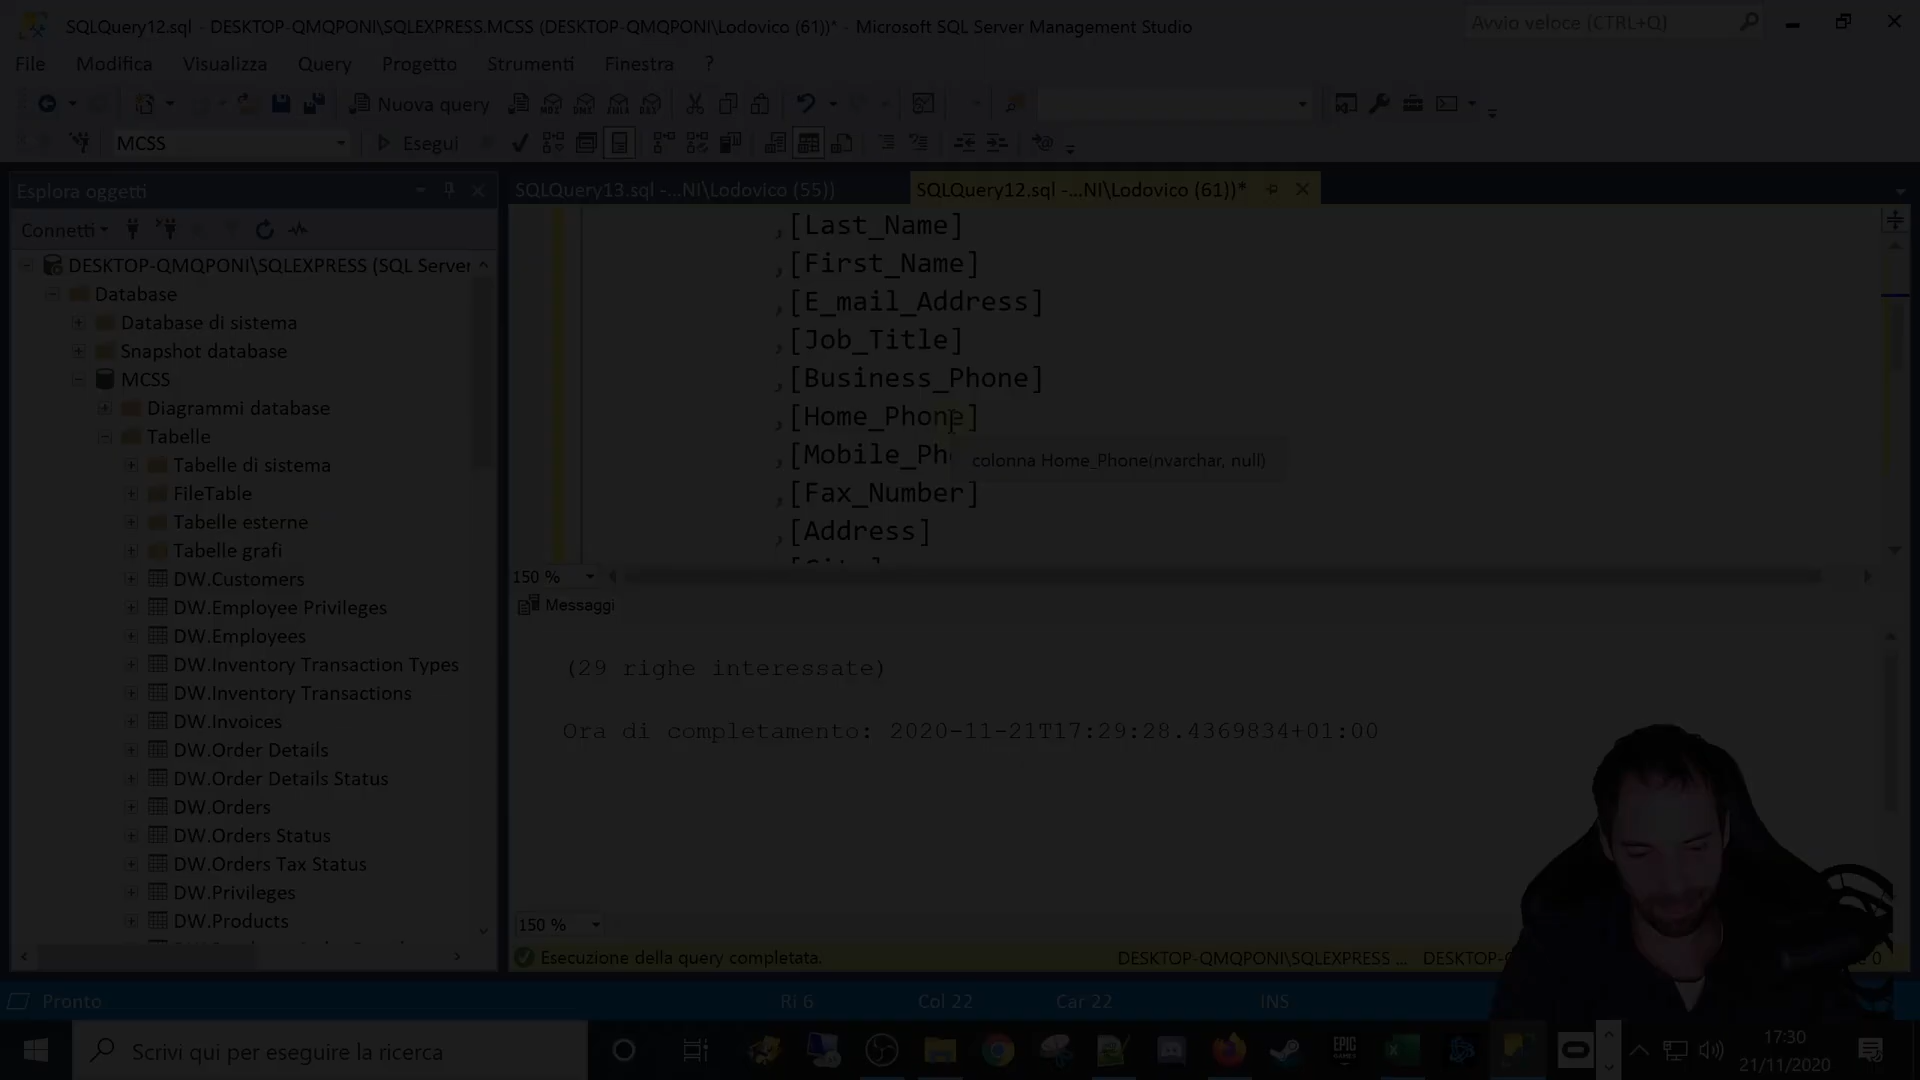 SQLQuery12.sql - DESKTOP-QMQPONI\SQLEXPRESS.MCSS (DESKTOP-QMQPONI\Lodovico (61))* - Microsoft SQL Server Management Studio
Avvio veloce (CTRL+Q)
File Modifica Visualizza Query Progetto Strumenti Finestra ?
Nuova query
MCSS Esegui
Esplora oggetti
SQLQuery13.sql -...NI\Lodovico (55))
SQLQuery12.sql -...NI\Lodovico (61))*
Connetti
DESKTOP-QMQPONI\SQLEXPRESS (SQL Server
Database
Database di sistema
Snapshot database
MCSS
Diagrammi database
Tabelle
Tabelle di sistema
FileTable
Tabelle esterne
Tabelle grafi
DW.Customers
DW.Employee Privileges
DW.Employees
DW.Inventory Transaction Types
DW.Inventory Transactions
DW.Invoices
DW.Order Details
DW.Order Details Status
DW.Orders
DW.Orders Status
DW.Orders Tax Status
DW.Privileges
DW.Products
,[Last_Name]
,[First_Name]
,[E_mail_Address]
,[Job_Title]
,[Business_Phone]
,[Home_Phone]
,[Mobile_Ph
colonna Home_Phone(nvarchar, null)
,[Fax_Number]
,[Address]
150 %
Messaggi
(29 righe interessate)
Ora di completamento: 2020-11-21T17:29:28.4369834+01:00
150 %
Esecuzione della query completata.
DESKTOP-QMQPONI\SQLEXPRESS ...
Pronto
Ri 6
Col 22
Car 22
INS
Scrivi qui per eseguire la ricerca
EPIC GAMES
17:30
21/11/2020